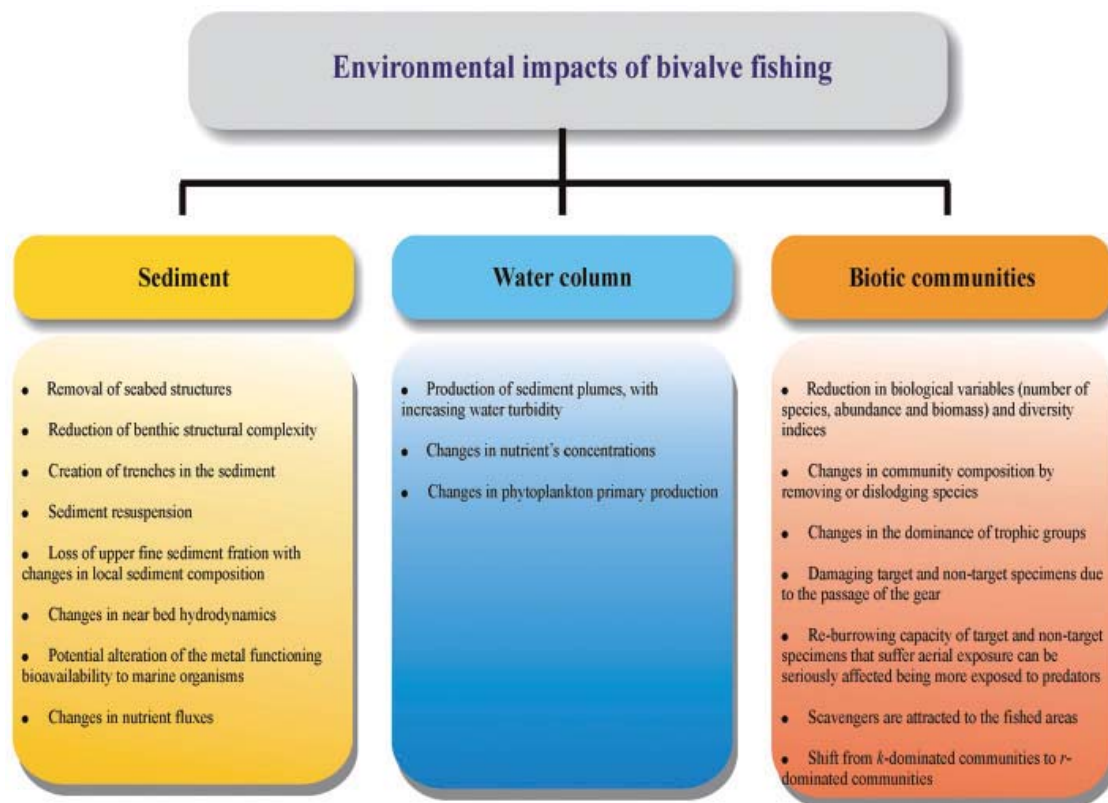 Environmental impacts of bivalve fishing
Sediment
• Removal of seabed structures
• Reduction of benthic structural complexity
• Creation of trenches in the sediment
• Sediment resuspension
• Loss of upper fine sediment fration with
changes in local sediment composition
• Changes in near bed hydrodynamics
• Potential alteration of the metal functioning
bioavailability to marine organisms
• Changes in nutrient fluxes
Water column
• Production of sediment plumes, with
increasing water turbidity
• Changes in nutrient's concentrations
• Changes in phytoplankton primary production
Biotic communities
• Reduction in biological variables (number of
species, abundance and biomass) and diversity
indices
• Changes in community composition by
removing or dislodging species
• Changes in the dominance of trophic groups
• Damaging target and non-target specimens due
to the passage of the gear
• Re-burrowing capacity of target and non-target
specimens that suffer aerial exposure can be
seriously affected being more exposed to predators
• Scavengers are attracted to the fished areas
• Shift from k-dominated communities to r-
dominated communities